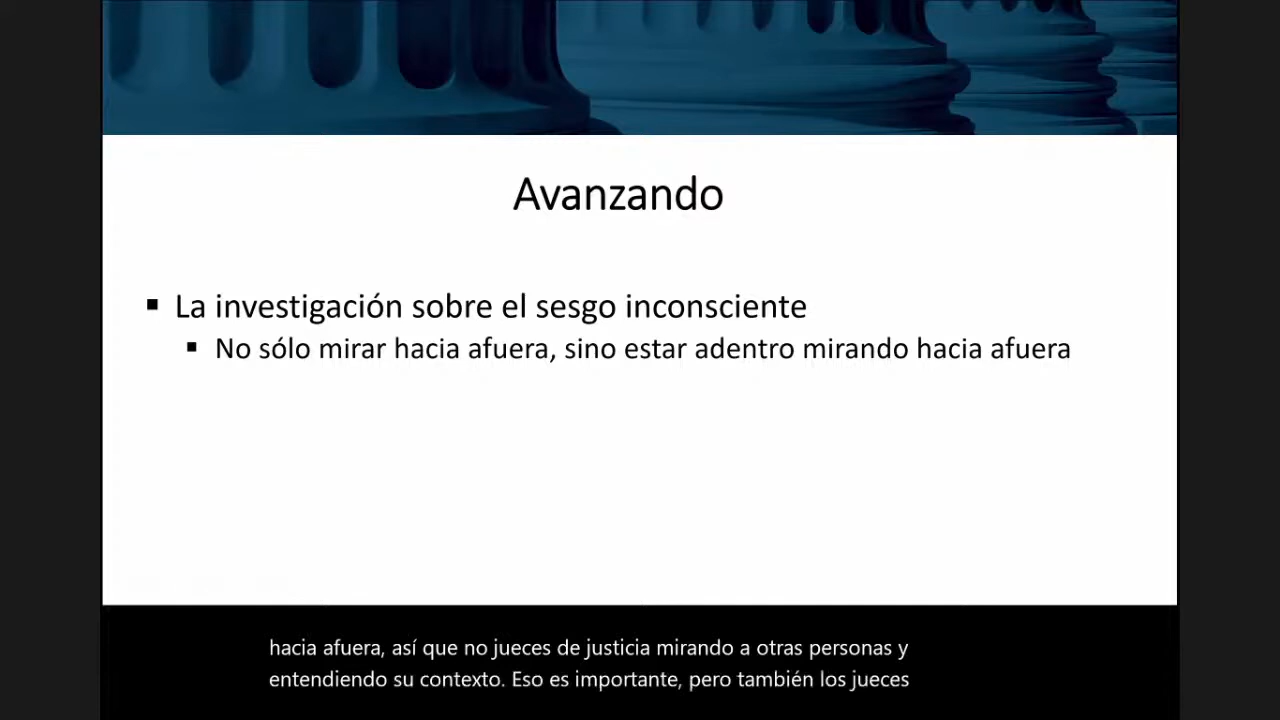 Avanzando
La investigación sobre el sesgo inconsciente
No sólo mirar hacia afuera, sino estar adentro mirando hacia afuera
hacia afuera, así que no jueces de justicia mirando a otras personas y
entendiendo su contexto. Eso es importante, pero también los jueces